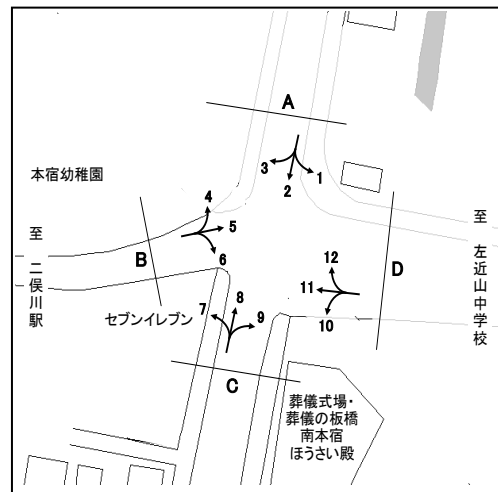 A
3
2
1
本宿幼稚園
4
5
6
B
至 二俣川駅
12
11
10
D
至 左近山中学校
セブンイレブン
7
8
9
C
葬儀式場・
葬儀の板橋
南本宿
ほうさい殿